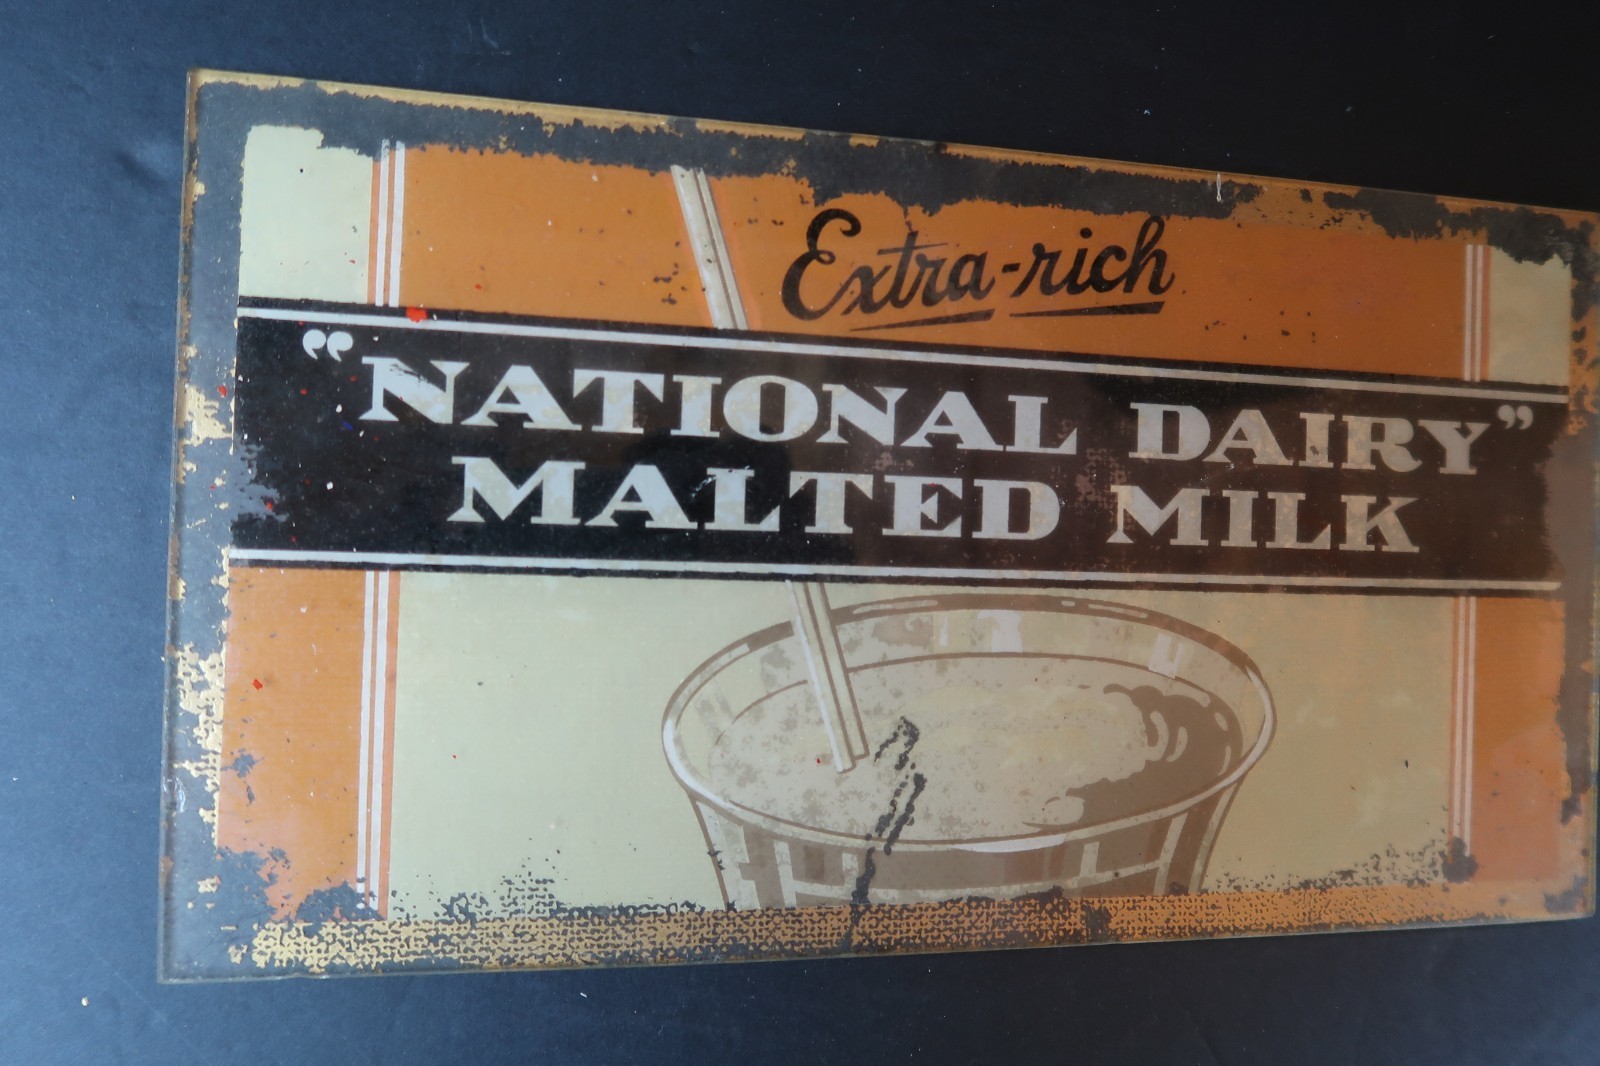 Extra-rich
“NATIONAL DAIRY”
MALTED MILK